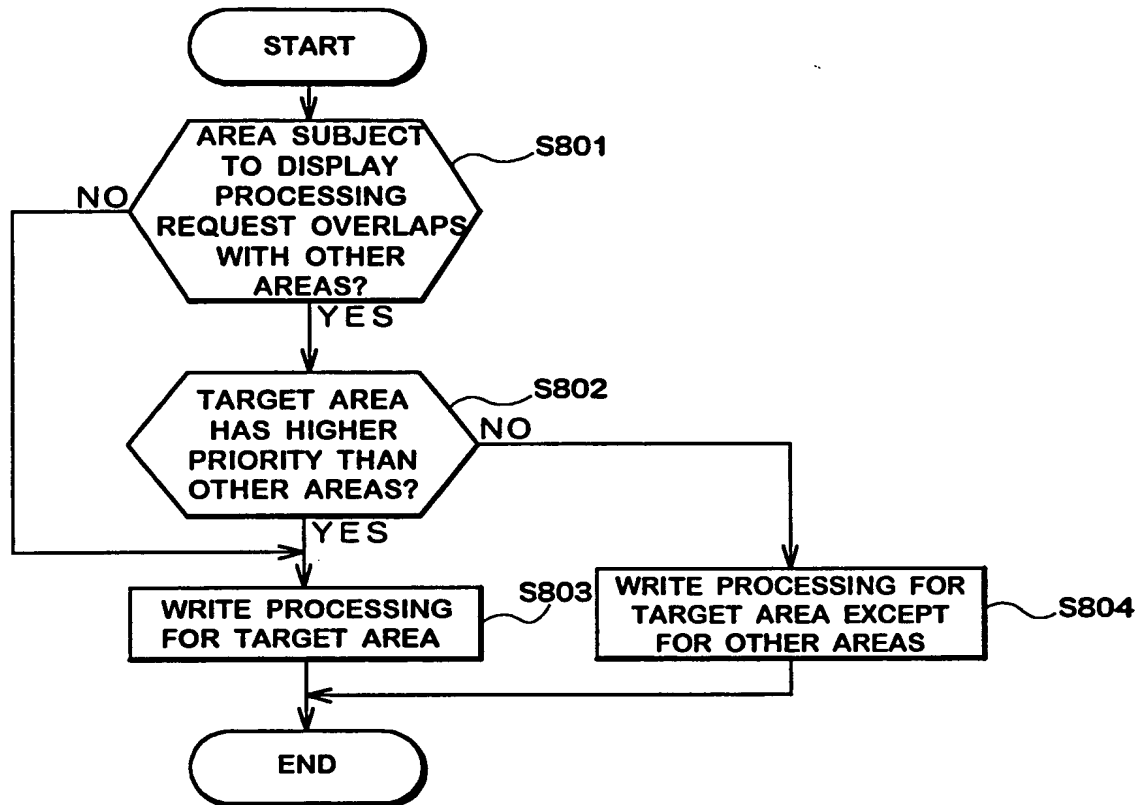 START
AREA SUBJECT
TO DISPLAY
PROCESSING
REQUEST OVERLAPS
WITH OTHER
AREAS?
S801
NO
YES
TARGET AREA
HAS HIGHER
PRIORITY THAN
OTHER AREAS?
S802
NO
YES
WRITE PROCESSING
FOR TARGET AREA
S803
WRITE PROCESSING FOR
TARGET AREA EXCEPT
FOR OTHER AREAS
S804
END